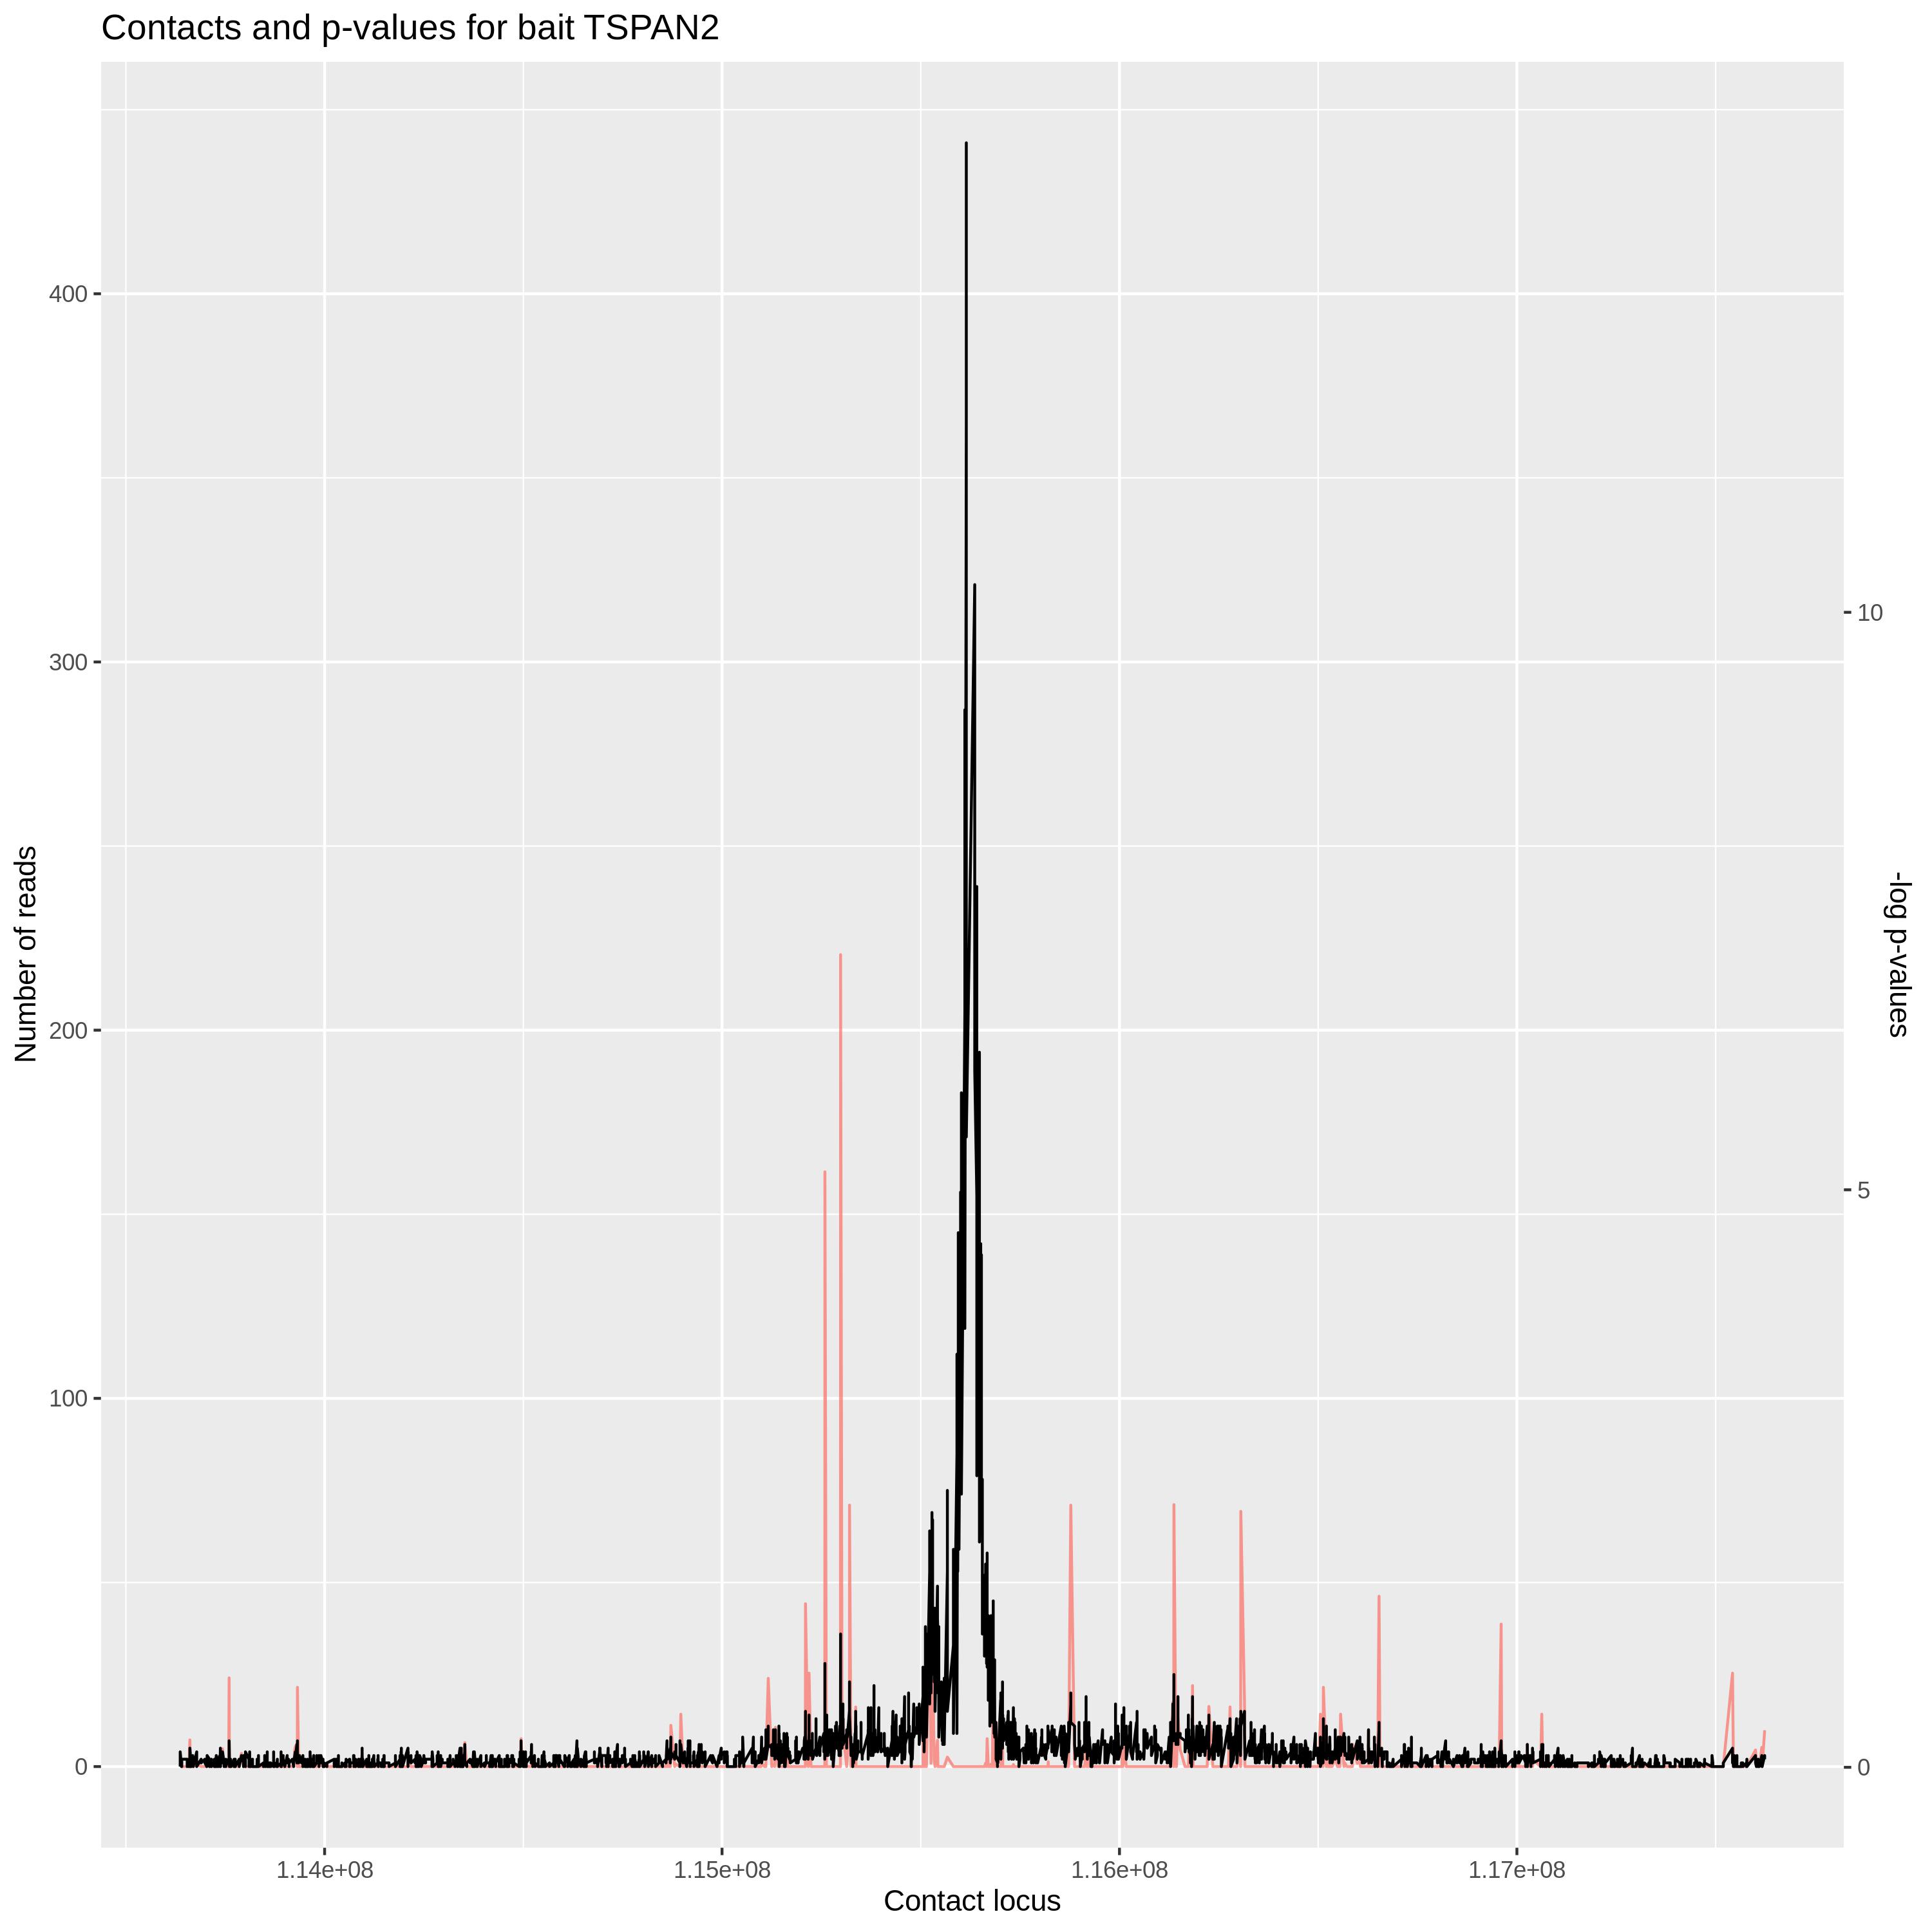 Contacts and p-values for bait TSPAN2
400
300
200
100
0
Number of reads
10
5
0
-log p-values
1.14e+08
1.15e+08
1.16e+08
1.17e+08
Contact locus